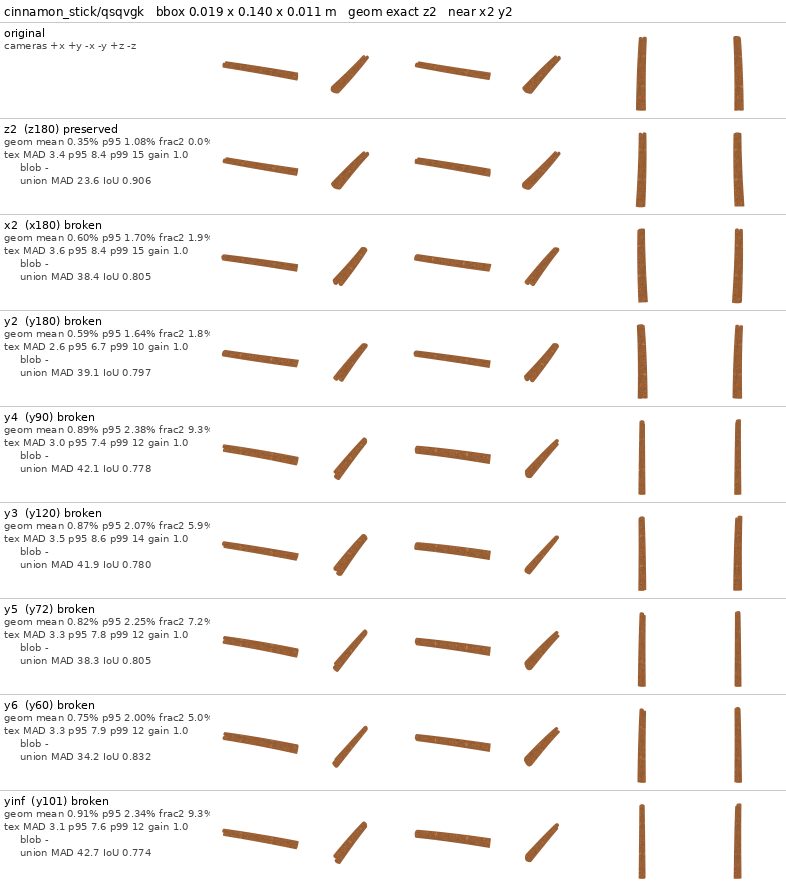 cinnamon_stick/qsqvgk   bbox 0.019 x 0.140 x 0.011 m   geom exact z2   near x2 y2
original
cameras +x +y -x -y +z -z
z2  (z180) preserved
geom mean 0.35% p95 1.08% frac2 0.0%
tex MAD 3.4 p95 8.4 p99 15 gain 1.0
blob -
union MAD 23.6 IoU 0.906
x2  (x180) broken
geom mean 0.60% p95 1.70% frac2 1.9%
tex MAD 3.6 p95 8.4 p99 15 gain 1.0
blob -
union MAD 38.4 IoU 0.805
y2  (y180) broken
geom mean 0.59% p95 1.64% frac2 1.8%
tex MAD 2.6 p95 6.7 p99 10 gain 1.0
blob -
union MAD 39.1 IoU 0.797
y4  (y90) broken
geom mean 0.89% p95 2.38% frac2 9.3%
tex MAD 3.0 p95 7.4 p99 12 gain 1.0
blob -
union MAD 42.1 IoU 0.778
y3  (y120) broken
geom mean 0.87% p95 2.07% frac2 5.9%
tex MAD 3.5 p95 8.6 p99 14 gain 1.0
blob -
union MAD 41.9 IoU 0.780
y5  (y72) broken
geom mean 0.82% p95 2.25% frac2 7.2%
tex MAD 3.3 p95 7.8 p99 12 gain 1.0
blob -
union MAD 38.3 IoU 0.805
y6  (y60) broken
geom mean 0.75% p95 2.00% frac2 5.0%
tex MAD 3.3 p95 7.9 p99 12 gain 1.0
blob -
union MAD 34.2 IoU 0.832
yinf  (y101) broken
geom mean 0.91% p95 2.34% frac2 9.3%
tex MAD 3.1 p95 7.6 p99 12 gain 1.0
blob -
union MAD 42.7 IoU 0.774